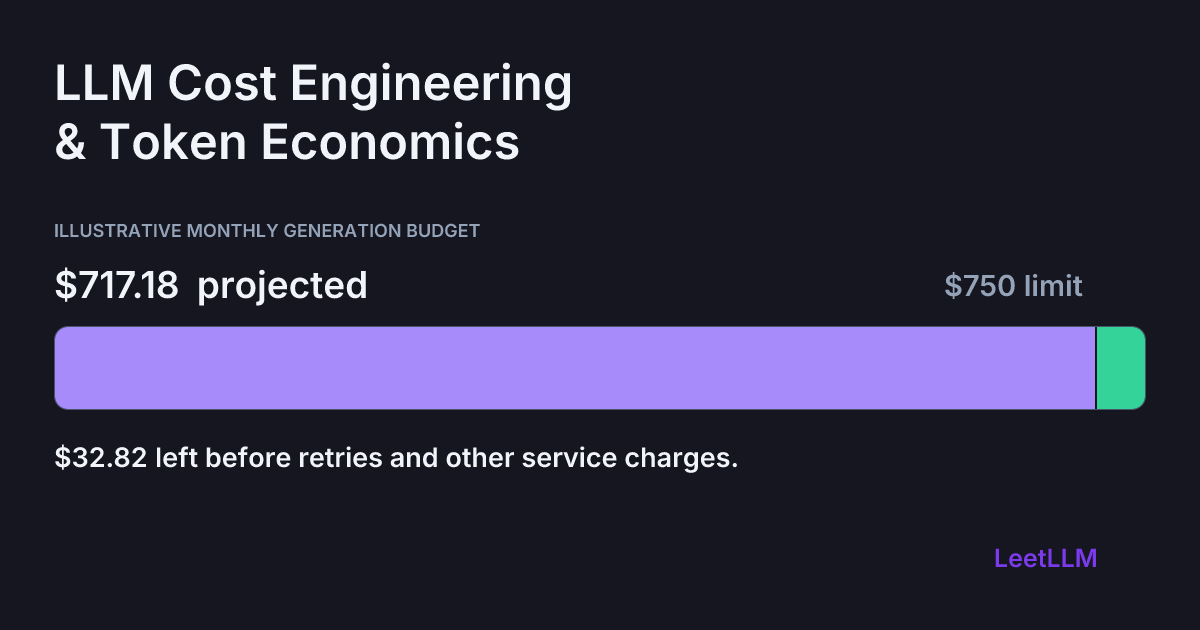 LLM Cost Engineering
& Token Economics
ILLUSTRATIVE MONTHLY GENERATION BUDGET
$717.18 projected
$750 limit
$32.82 left before retries and other service charges.
LeetLLM